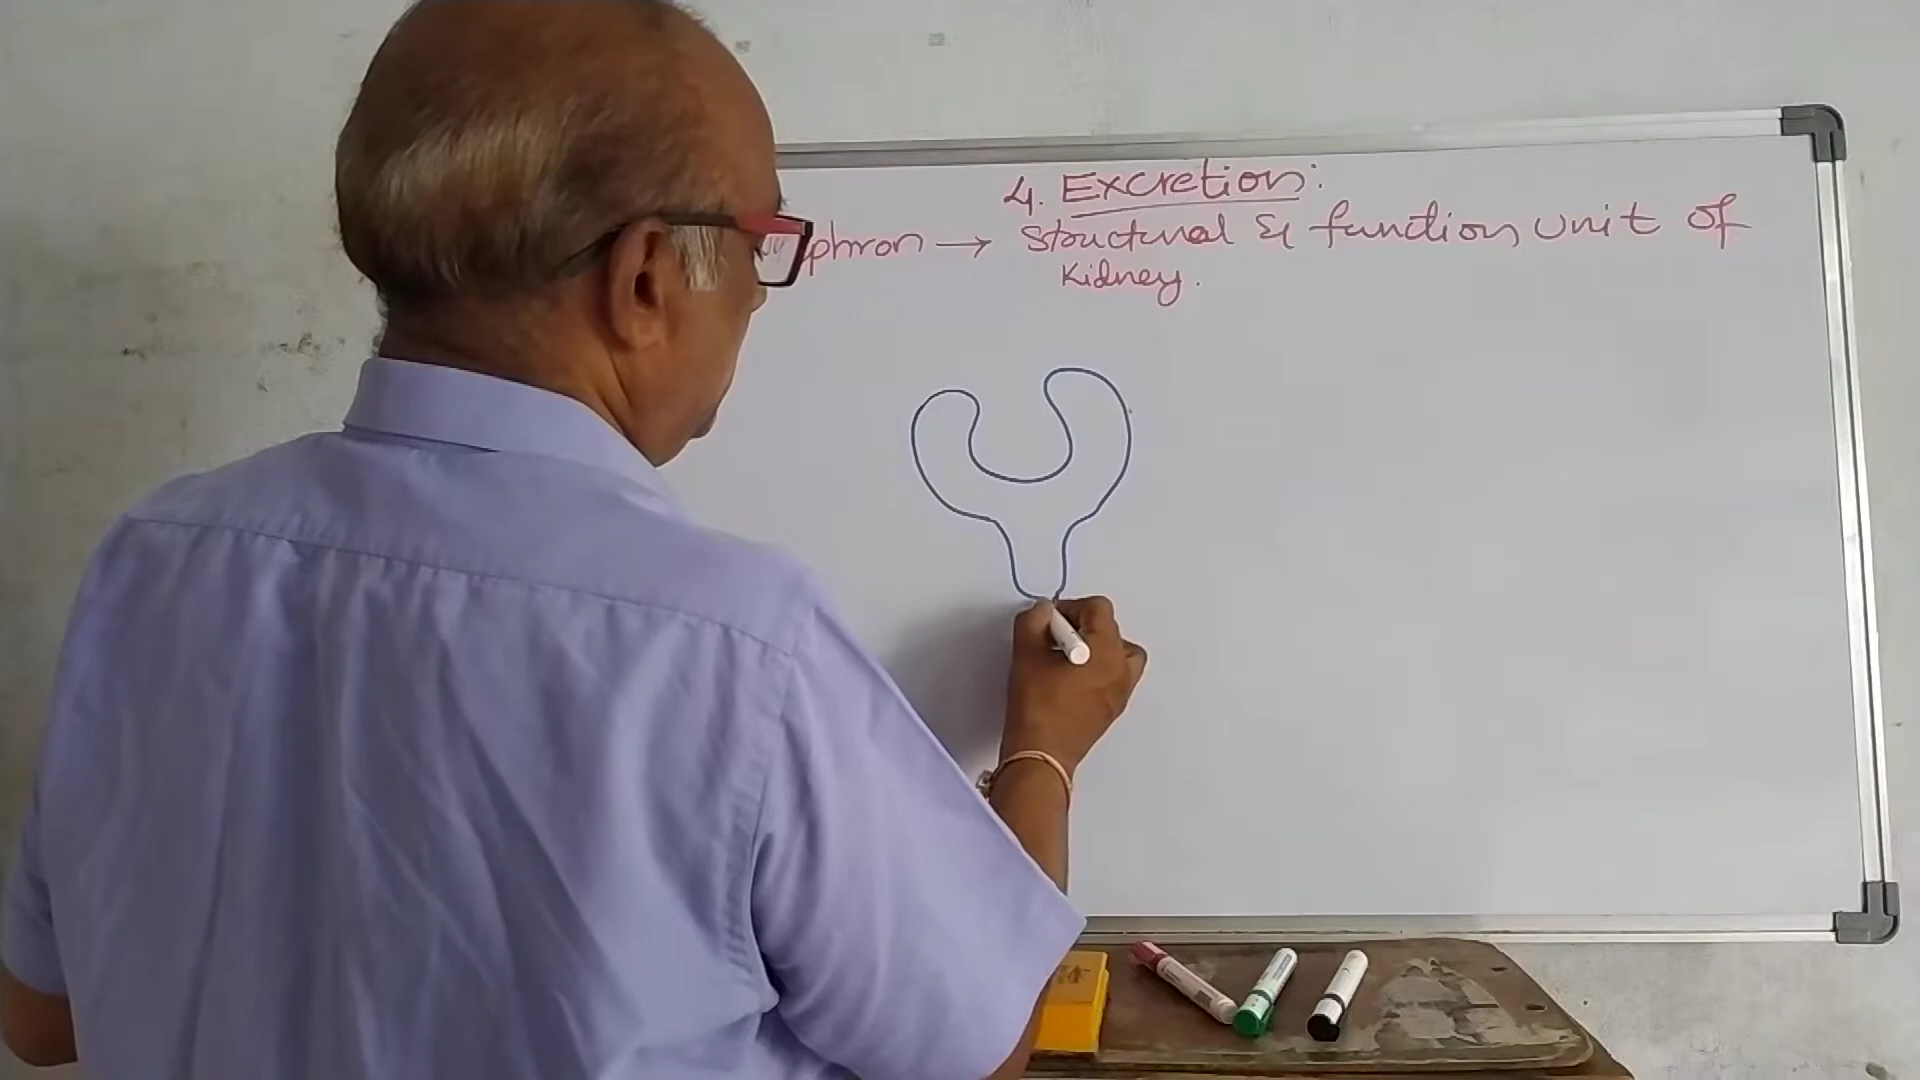 4. Excretion:
phron → Structural & function unit of
Kidney.